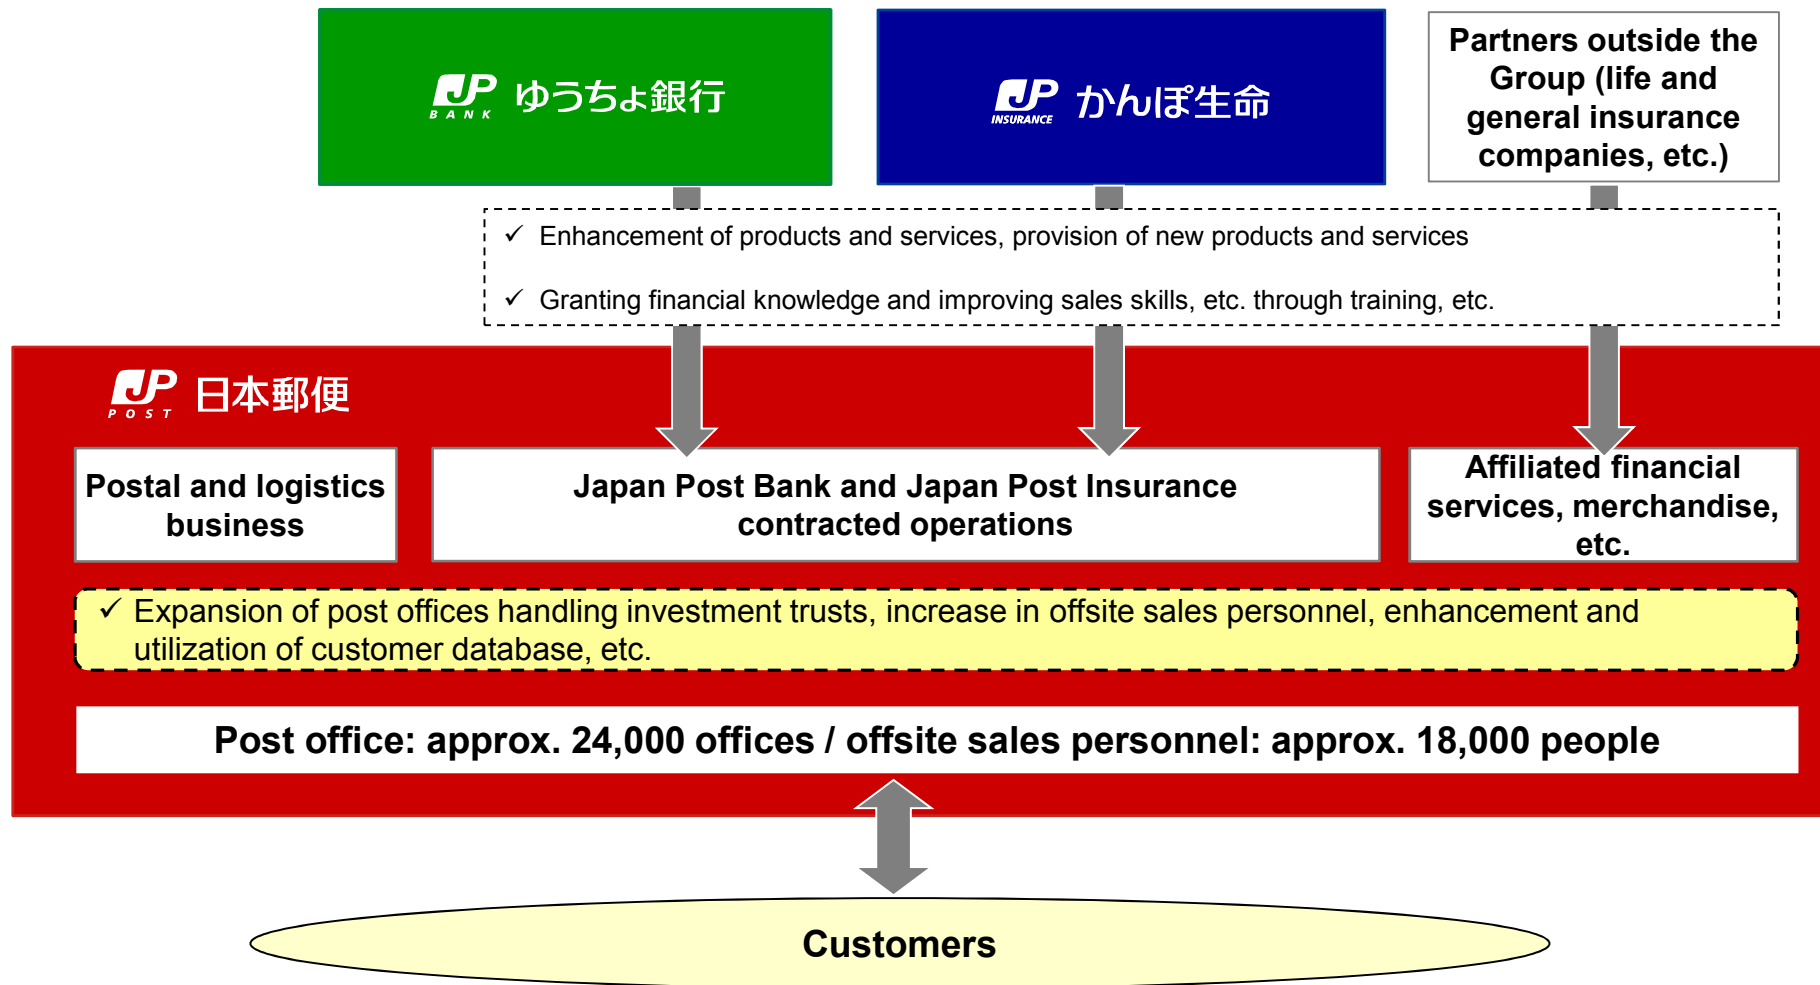 JP
BANK
ゆうちょ銀行
JP
INSURANCE
かんぽ生命
Partners outside the
Group (life and
general insurance
companies, etc.)
✓ Enhancement of products and services, provision of new products and services
✓ Granting financial knowledge and improving sales skills, etc. through training, etc.
JP
POST
日本郵便
Postal and logistics
business
Japan Post Bank and Japan Post Insurance
contracted operations
Affiliated financial
services, merchandise,
etc.
✓ Expansion of post offices handling investment trusts, increase in offsite sales personnel, enhancement and
utilization of customer database, etc.
Post office: approx. 24,000 offices / offsite sales personnel: approx. 18,000 people
Customers